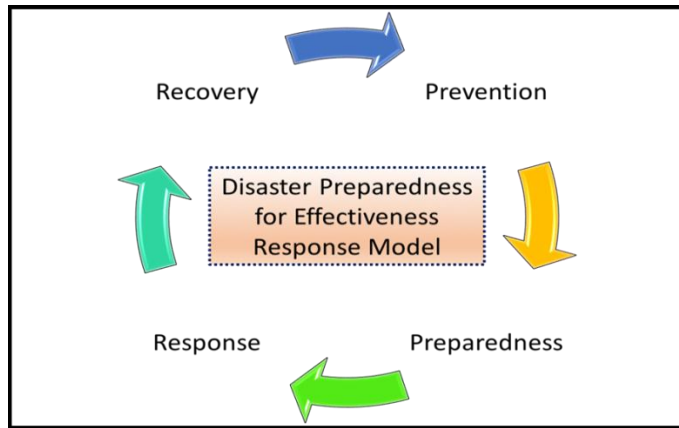 Recovery
Prevention
Disaster Preparedness
for Effectiveness
Response Model
Response
Preparedness